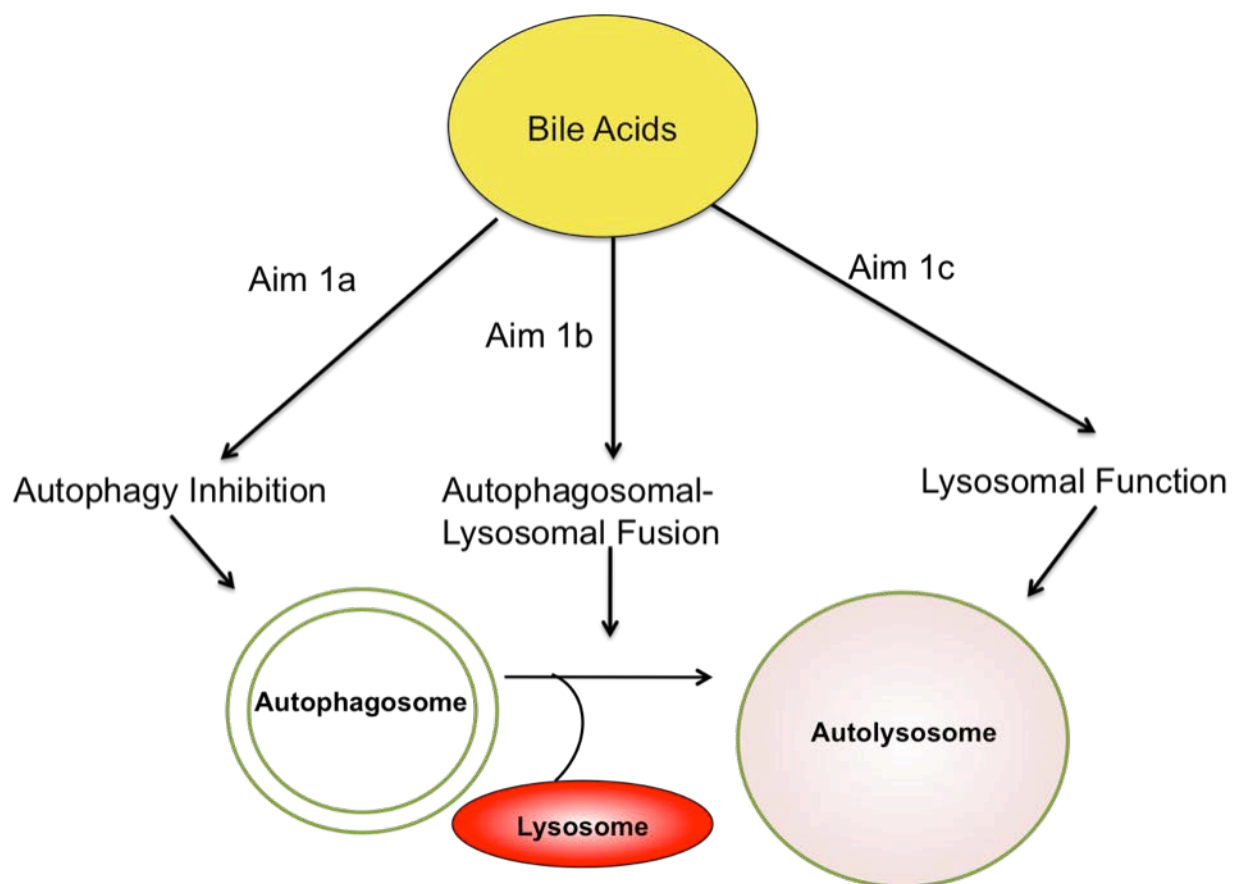 Bile Acids
Aim 1a
Aim 1b
Aim 1c
Autophagy Inhibition
Autophagosomal-
Lysosomal Fusion
Lysosomal Function
Autophagosome
Lysosome
Autolysosome